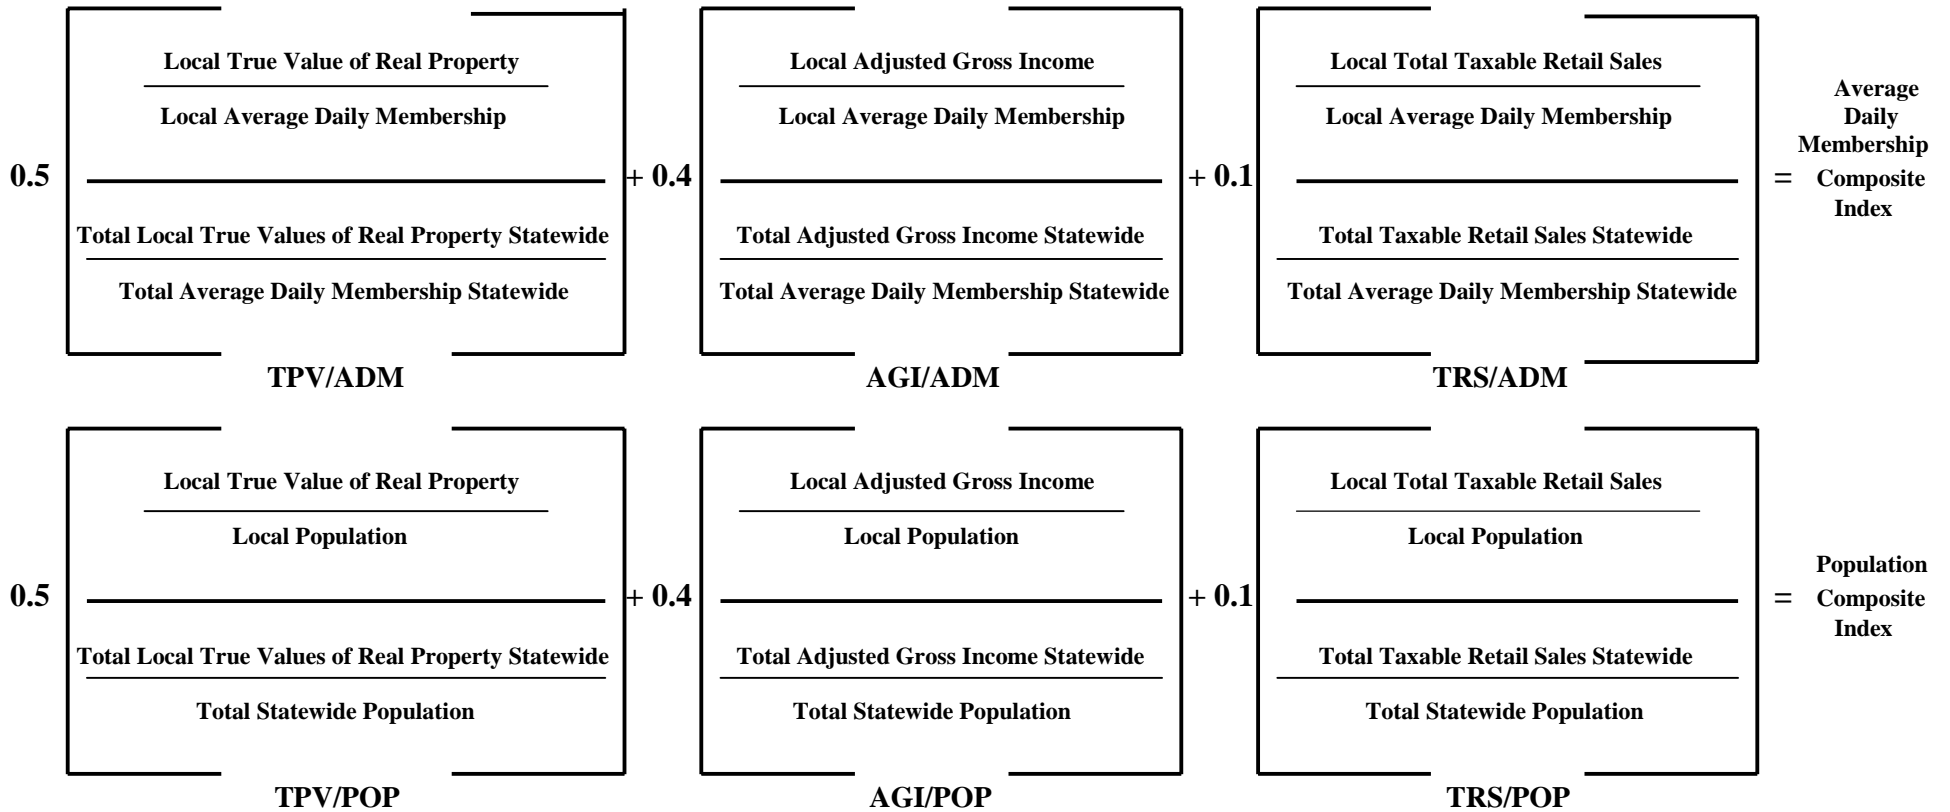 Local True Value of Real Property
Local Average Daily Membership
0.5
Total Local True Values of Real Property Statewide
Total Average Daily Membership Statewide
TPV/ADM
+ 0.4
Local Adjusted Gross Income
Local Average Daily Membership
Total Adjusted Gross Income Statewide
Total Average Daily Membership Statewide
AGI/ADM
+ 0.1
Local Total Taxable Retail Sales
Local Average Daily Membership
Total Taxable Retail Sales Statewide
Total Average Daily Membership Statewide
TRS/ADM
=
Average
Daily
Membership
Composite
Index
Local True Value of Real Property
Local Population
0.5
Total Local True Values of Real Property Statewide
Total Statewide Population
TPV/POP
+ 0.4
Local Adjusted Gross Income
Local Population
Total Adjusted Gross Income Statewide
Total Statewide Population
AGI/POP
+ 0.1
Local Total Taxable Retail Sales
Local Population
Total Taxable Retail Sales Statewide
Total Statewide Population
TRS/POP
=
Population
Composite
Index